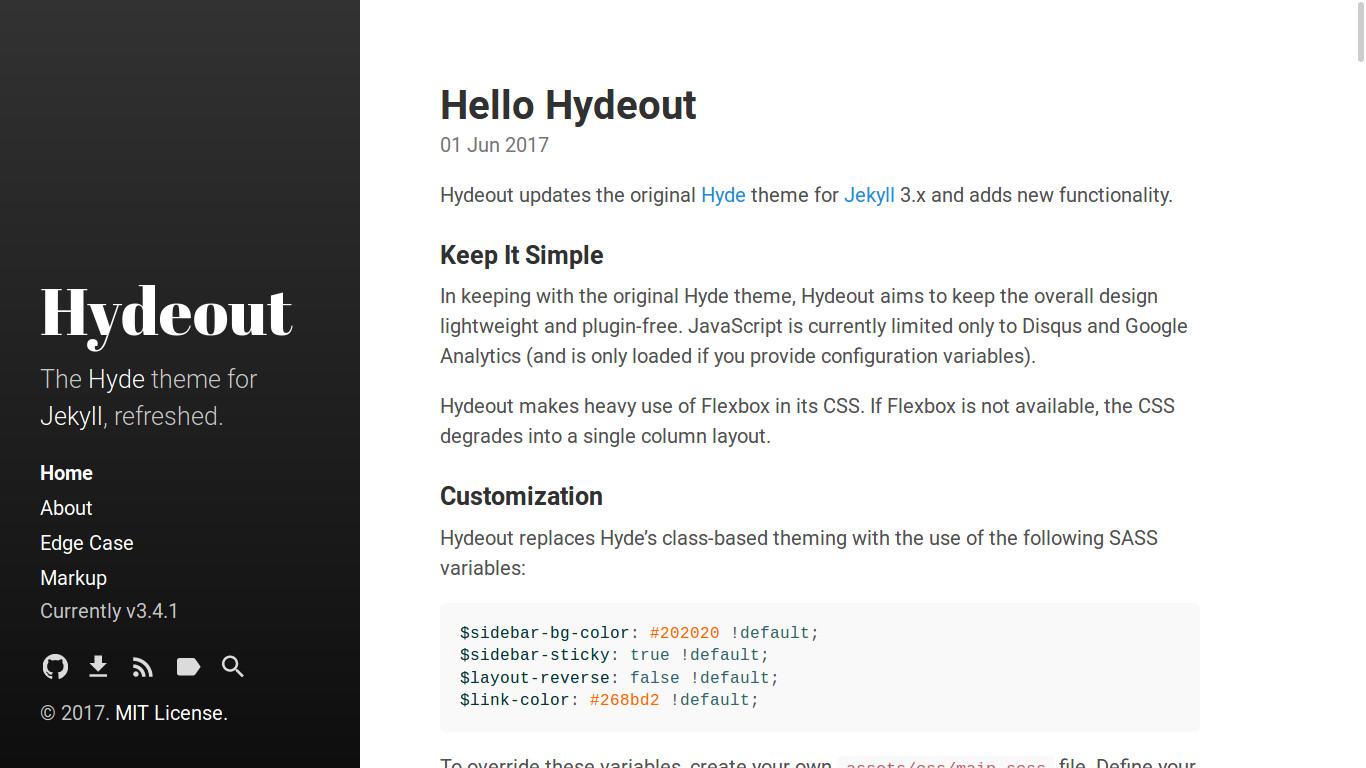 Hydeout
The Hyde theme for
Jekyll, refreshed.
Home
About
Edge Case
Markup
Currently v3.4.1
© 2017. MIT License.
Hello Hydeout
01 Jun 2017
Hydeout updates the original Hyde theme for Jekyll 3.x and adds new functionality.
Keep It Simple
In keeping with the original Hyde theme, Hydeout aims to keep the overall design
lightweight and plugin-free. JavaScript is currently limited only to Disqus and Google
Analytics (and is only loaded if you provide configuration variables).
Hydeout makes heavy use of Flexbox in its CSS. If Flexbox is not available, the CSS
degrades into a single column layout.
Customization
Hydeout replaces Hyde’s class-based theming with the use of the following SASS
variables:
$sidebar-bg-color: #202020 !default;
$sidebar-sticky: true !default;
$layout-reverse: false !default;
$link-color: #268bd2 !default;
To override these variables, create your own assets/css/main.scss file. Define your